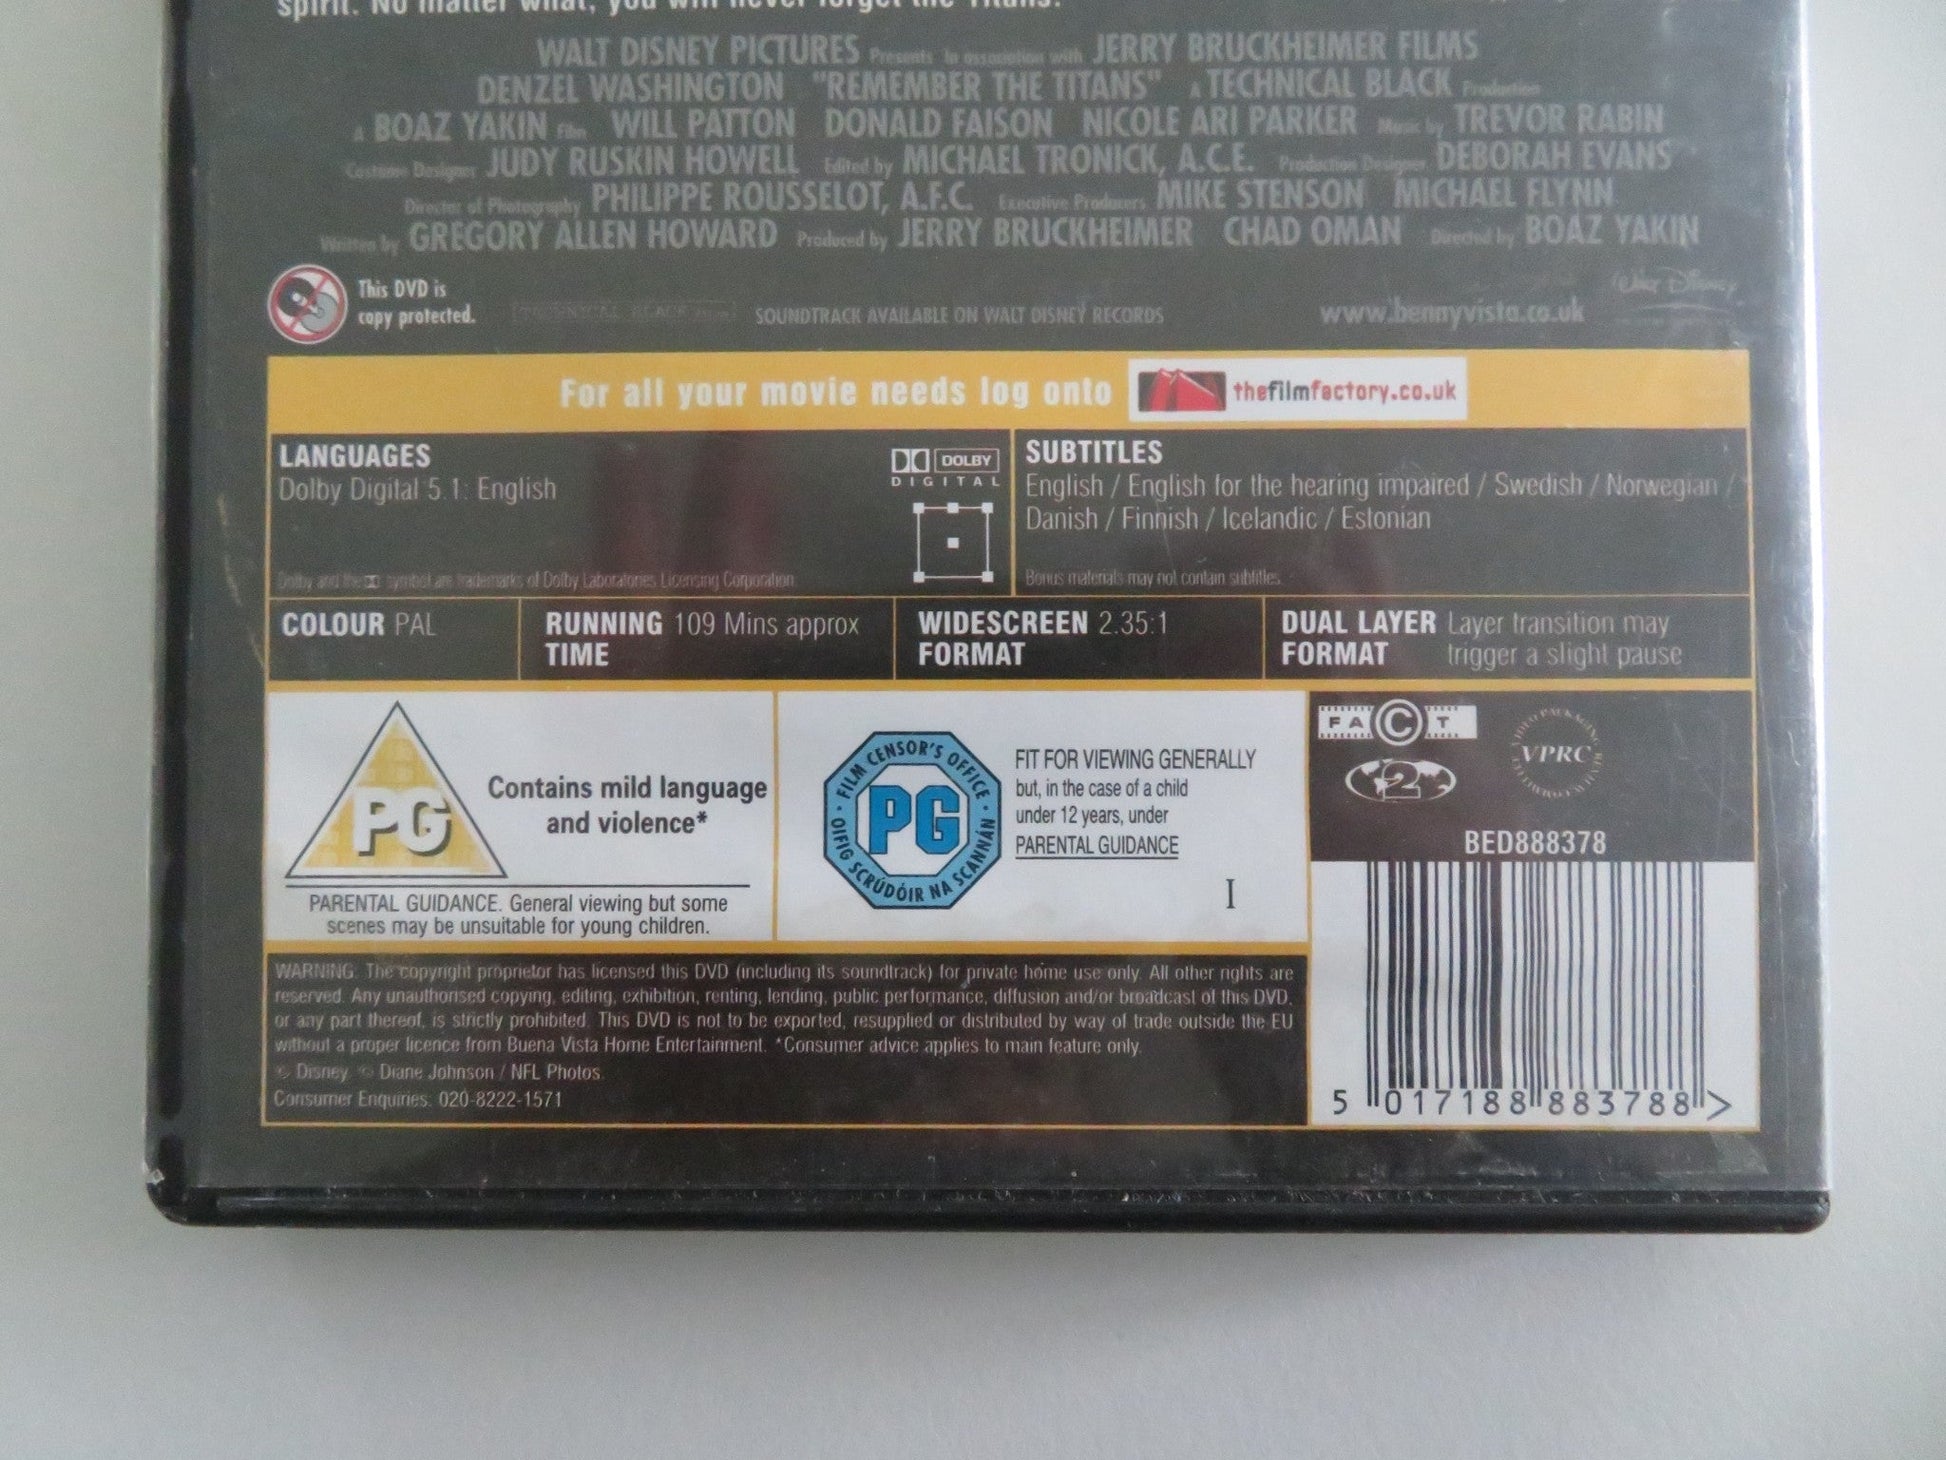 spirit. No matter what, you will never forget the Titans.
WALT DISNEY PICTURES Presents In association with JERRY BRUCKHEIMER FILMS
DENZEL WASHINGTON "REMEMBER THE TITANS" A TECHNICAL BLACK Production
A BOAZ YAKIN Film WILL PATTON DONALD FAISON NICOLE ARI PARKER Music by TREVOR RABIN
Costume Designer JUDY RUSKIN HOWELL Edited by MICHAEL TRONICK, A.C.E. Production Designer DEBORAH EVANS
Director of Photography PHILIPPE ROUSSELOT, A.F.C. Executive Producers MIKE STENSON MICHAEL FLYNN
Written by GREGORY ALLEN HOWARD Produced by JERRY BRUCKHEIMER CHAD OMAN Directed by BOAZ YAKIN
This DVD is
copy protected.
TECHNICAL BLACK
SOUNDTRACK AVAILABLE ON WALT DISNEY RECORDS
www.bennyvista.co.uk
Walt Disney
For all your movie needs log onto thefilmfactory.co.uk
LANGUAGES
Dolby Digital 5.1: English
DOLBY
DIGITAL
Dolby and the symbol are trademarks of Dolby Laboratories Licensing Corporation
SUBTITLES
English / English for the hearing impaired / Swedish / Norwegian /
Danish / Finnish / Icelandic / Estonian
Bonus materials may not contain subtitles.
COLOUR PAL
RUNNING 109 Mins approx
TIME
WIDESCREEN 2.35:1
FORMAT
DUAL LAYER Layer transition may
FORMAT trigger a slight pause
PG
Contains mild language
and violence*
PARENTAL GUIDANCE. General viewing but some
scenes may be unsuitable for young children.
FILM CENSOR'S OFFICE
PG
OIFIG SCRÚDÓIR NA SCANNÁN
FIT FOR VIEWING GENERALLY
but, in the case of a child
under 12 years, under
PARENTAL GUIDANCE
I
FACT
2
VPRC
BED888378
WARNING. The copyright proprietor has licensed this DVD (including its soundtrack) for private home use only. All other rights are
reserved. Any unauthorised copying, editing, exhibition, renting, lending, public performance, diffusion and/or broadcast of this DVD,
or any part thereof, is strictly prohibited. This DVD is not to be exported, resupplied or distributed by way of trade outside the EU
without a proper licence from Buena Vista Home Entertainment. *Consumer advice applies to main feature only.
© Disney. © Diane Johnson / NFL Photos.
Consumer Enquiries: 020-8222-1571
5 017188 883788 >